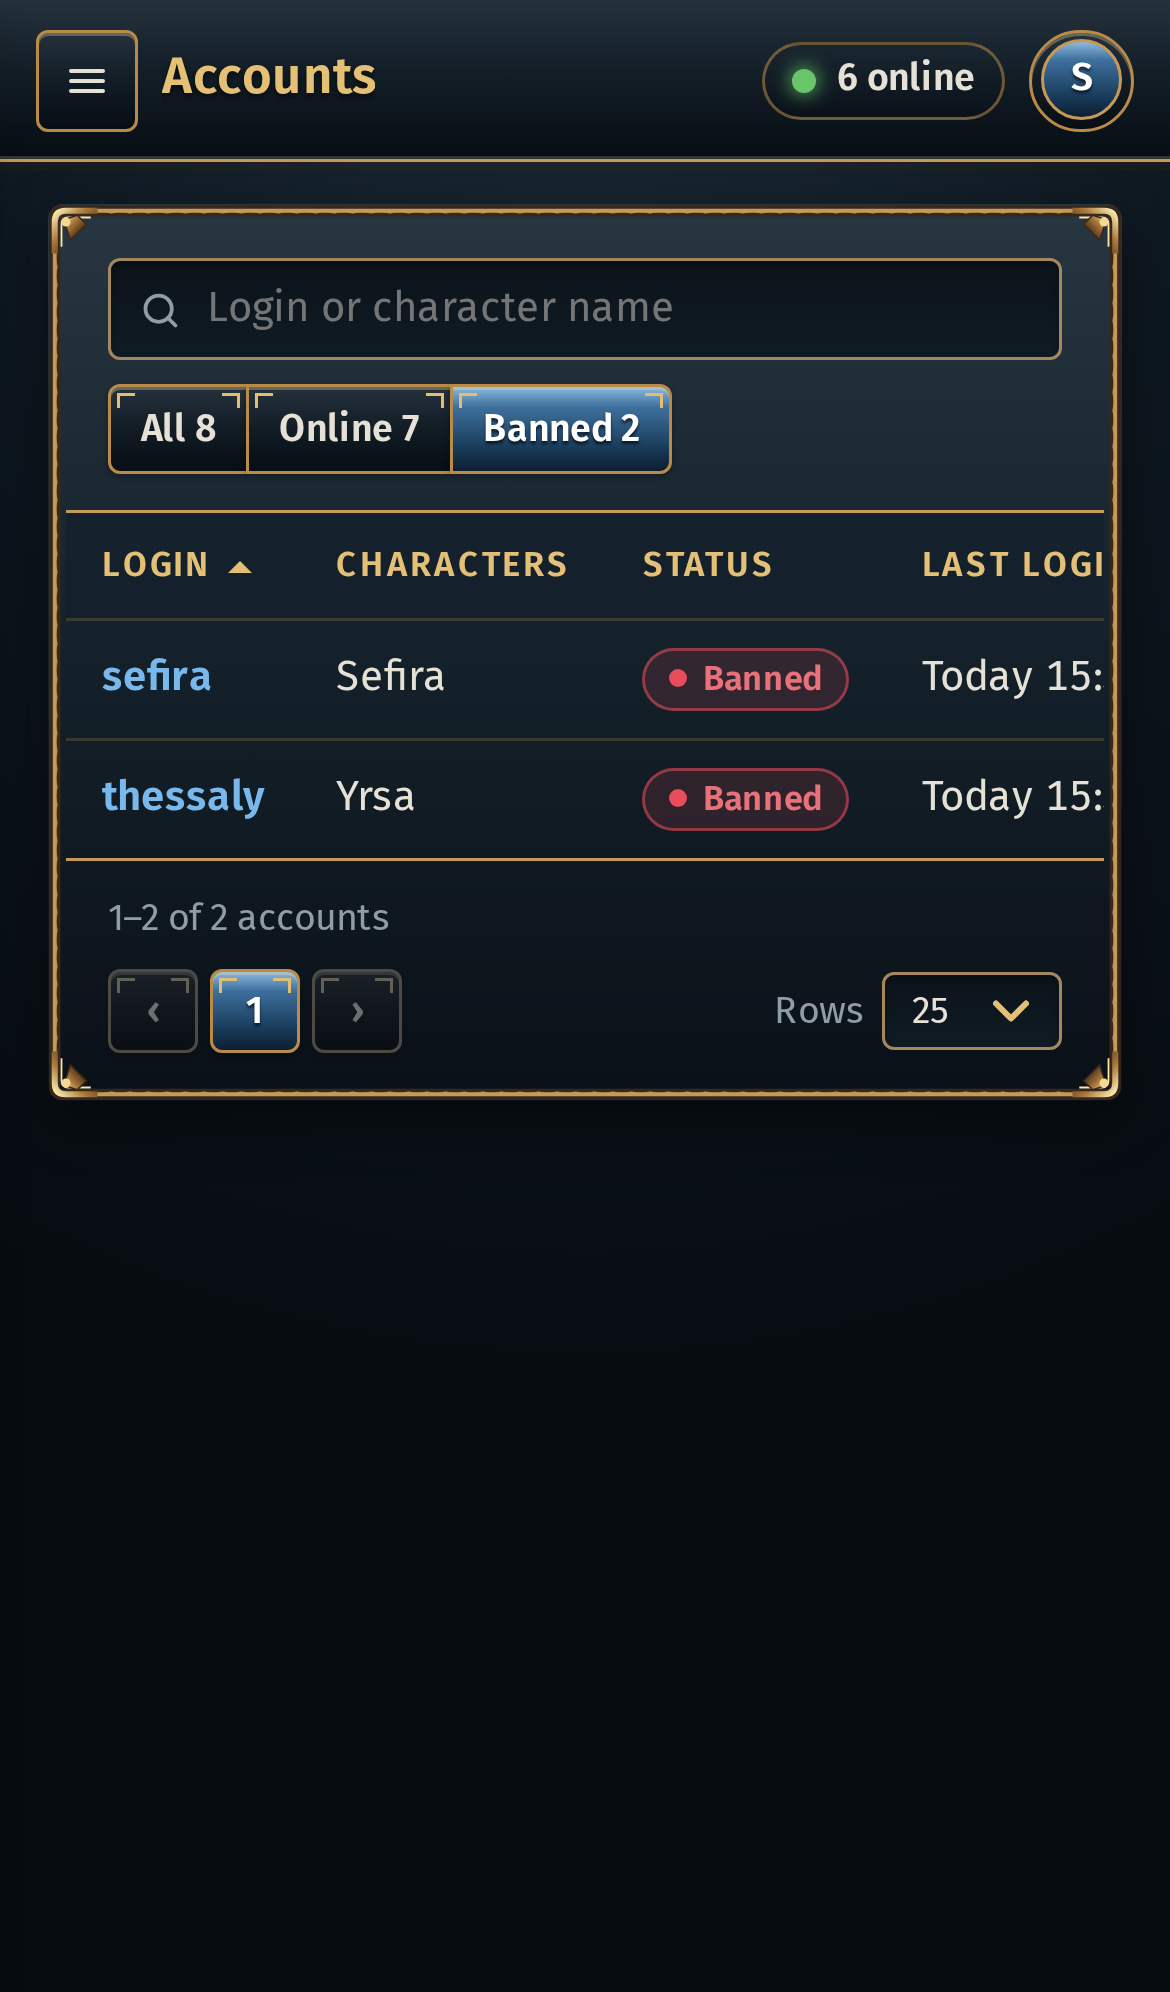 Accounts
6 online
S
Login or character name
All 8
Online 7
Banned 2
LOGIN CHARACTERS STATUS LAST LOGI
sefira Sefira Banned Today 15:
thessaly Yrsa Banned Today 15:
1–2 of 2 accounts
‹ 1 › Rows 25